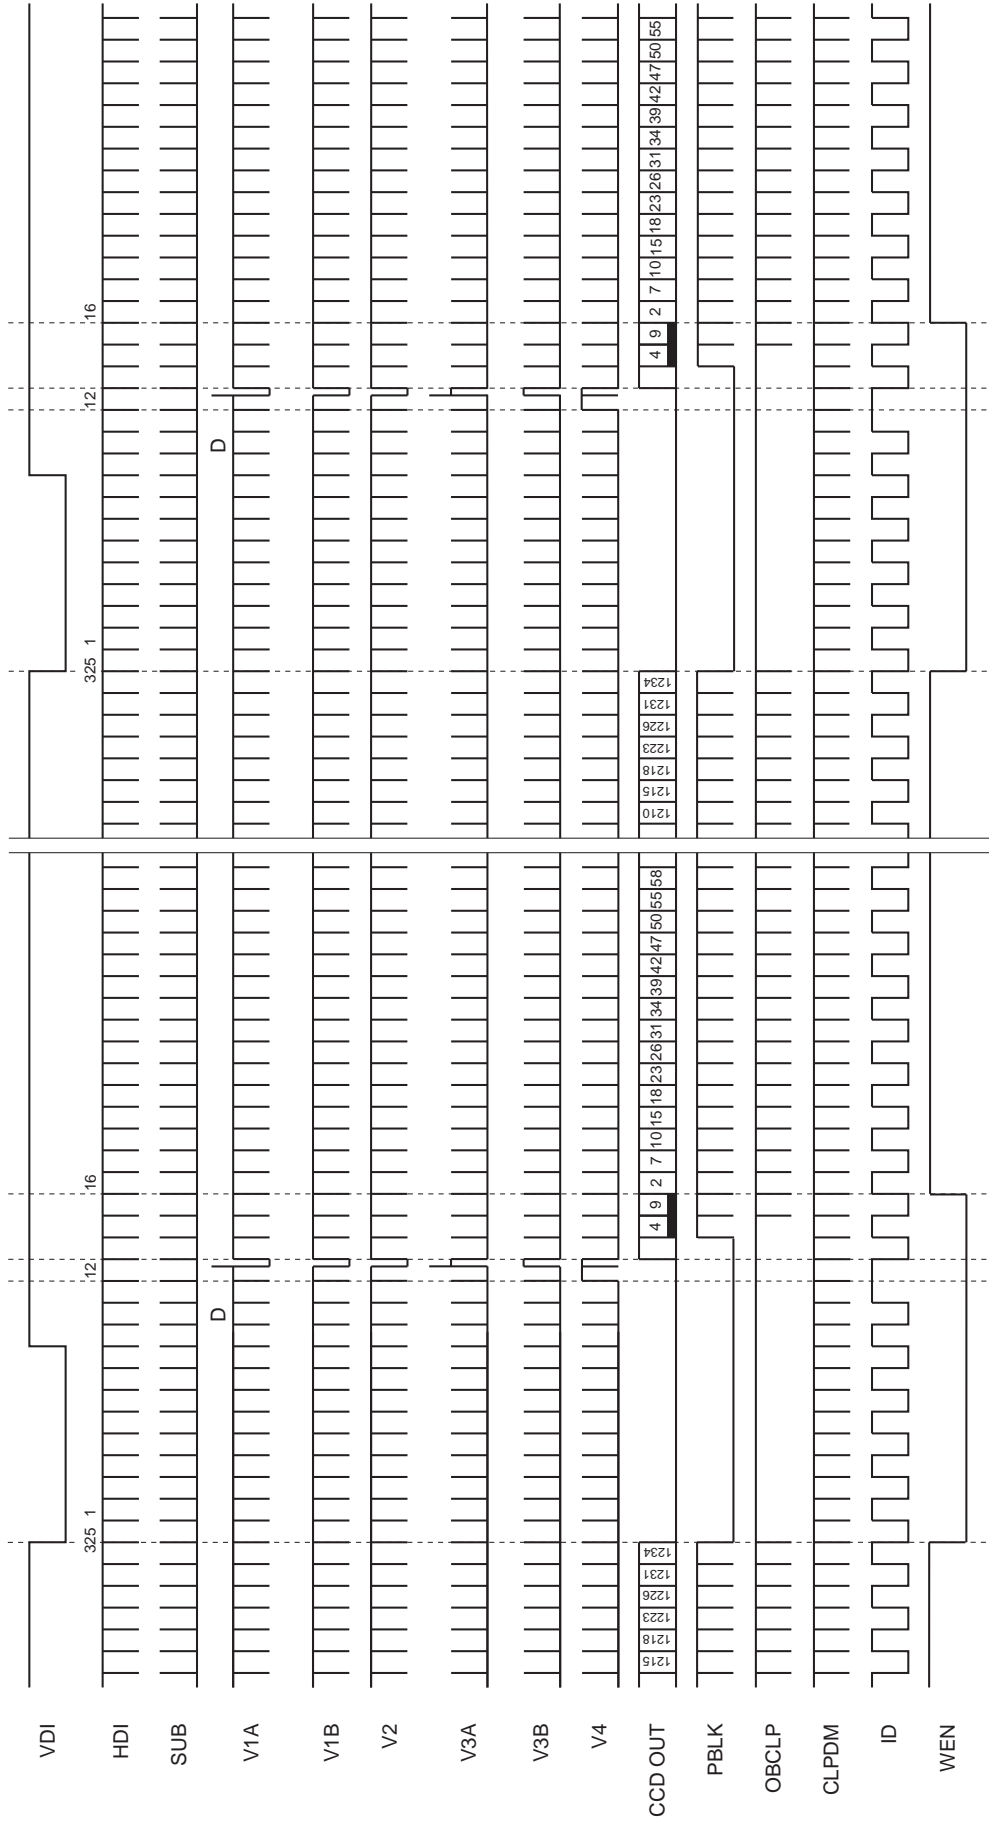 VDI
325 1 12 16 325 1 12 16
HDI
SUB
D D
V1A
V1B
V2
V3A
V3B
V4
CCD OUT
1215 1218 1223 1226 1231 1234 4 9 2 7 10 15 18 23 26 31 34 39 42 47 50 55 58 1210 1215 1218 1223 1226 1231 1234 4 9 2 7 10 15 18 23 26 31 34 39 42 47 50 55
PBLK
OBCLP
CLPDM
ID
WEN